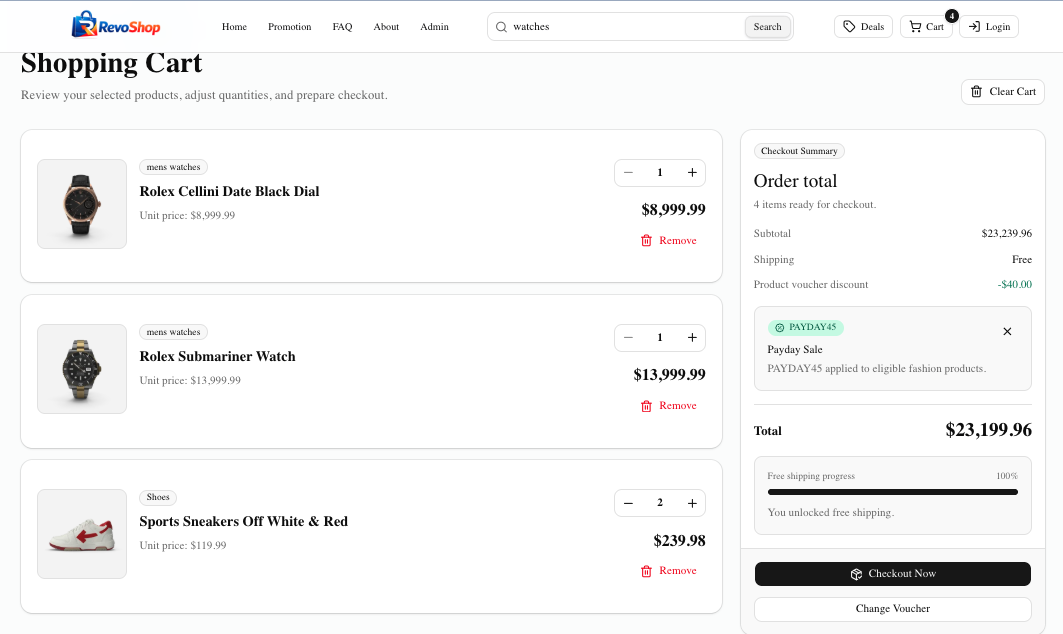 RevoShop
Home Promotion FAQ About Admin
watches
Search
Deals
Cart
4
Login
Shopping Cart
Review your selected products, adjust quantities, and prepare checkout.
Clear Cart
mens watches
Rolex Cellini Date Black Dial
Unit price: $8,999.99
1
$8,999.99
Remove
mens watches
Rolex Submariner Watch
Unit price: $13,999.99
1
$13,999.99
Remove
Shoes
Sports Sneakers Off White & Red
Unit price: $119.99
2
$239.98
Remove
Checkout Summary
Order total
4 items ready for checkout.
Subtotal $23,239.96
Shipping Free
Product voucher discount -$40.00
PAYDAY45
Payday Sale
PAYDAY45 applied to eligible fashion products.
Total $23,199.96
Free shipping progress 100%
You unlocked free shipping.
Checkout Now
Change Voucher